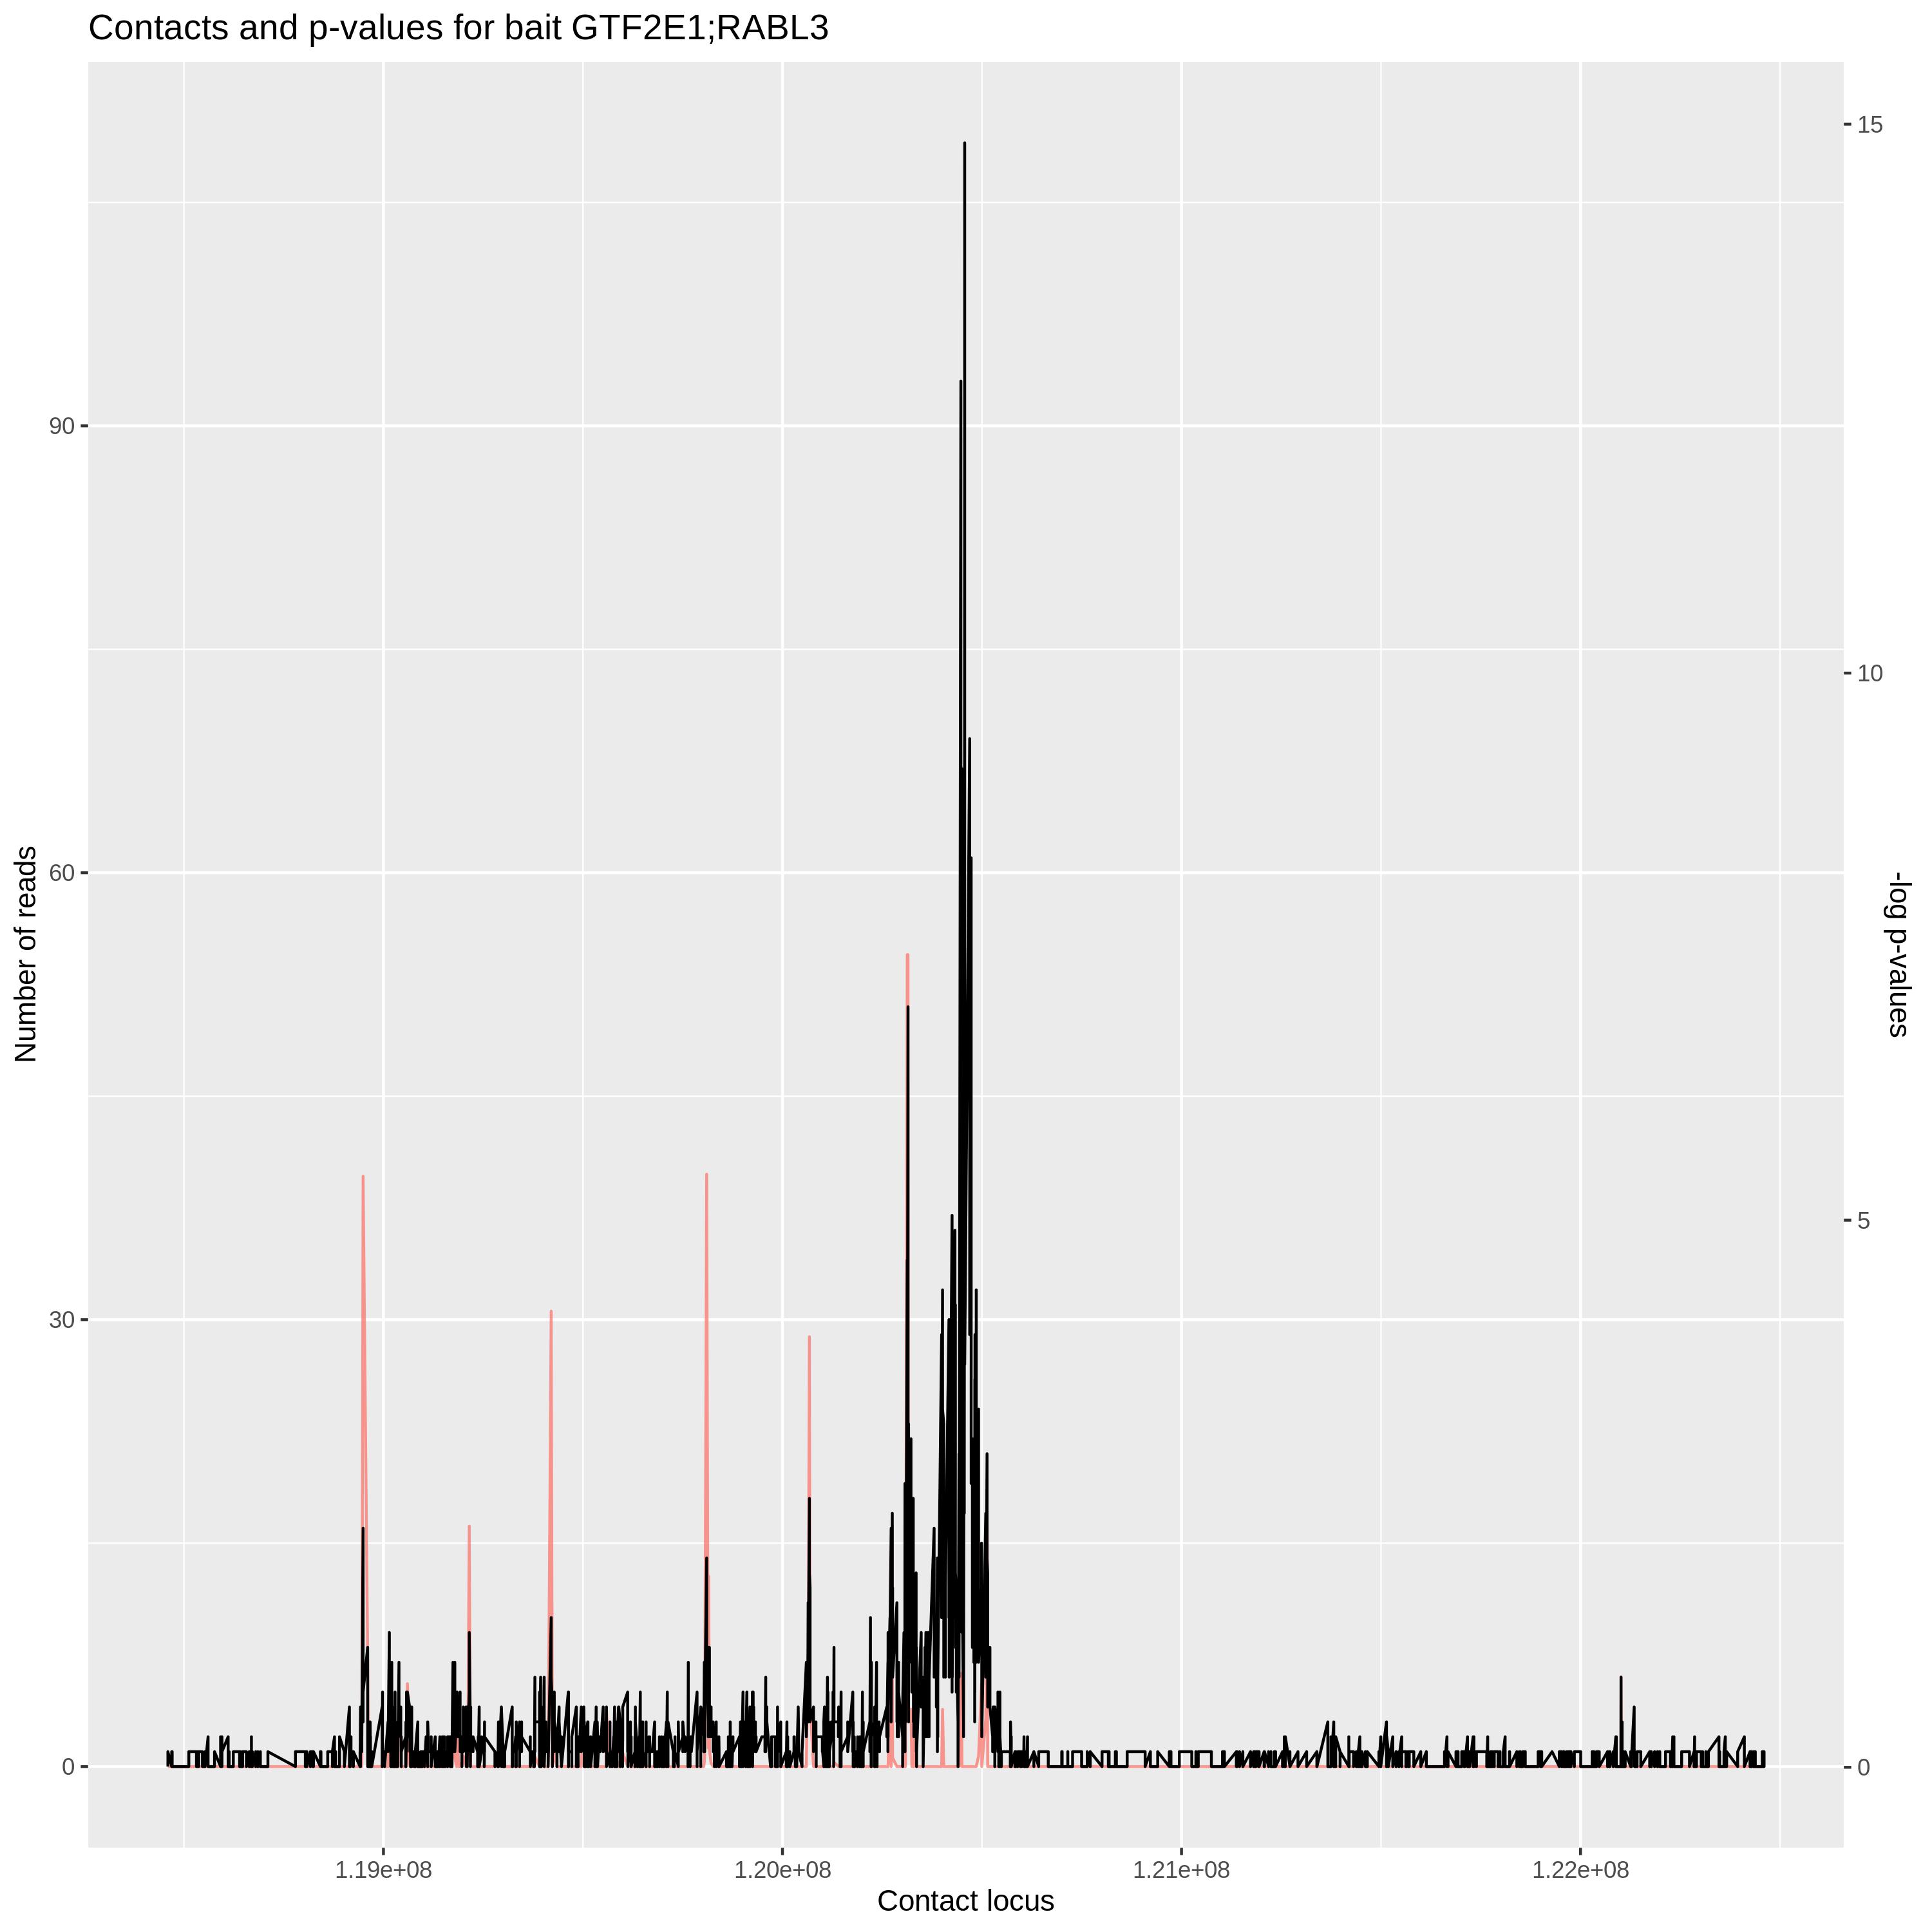 Contacts and p-values for bait GTF2E1;RABL3
15
90
10
60
Number of reads
-log p-values
5
30
0
0
1.19e+08
1.20e+08
1.21e+08
1.22e+08
Contact locus